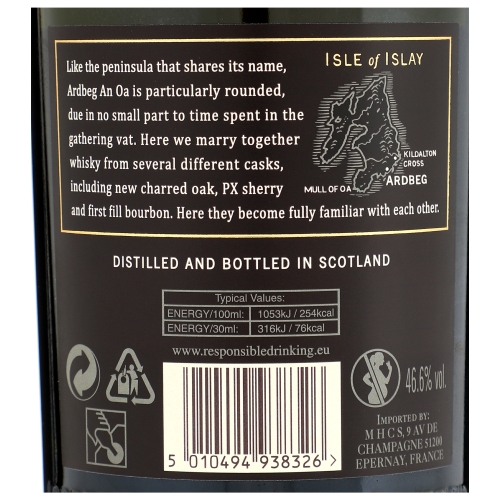 Like the peninsula that shares its name,
Ardbeg An Oa is particularly rounded,
due in no small part to time spent in the
gathering vat. Here we marry together
whisky from several different casks,
including new charred oak, PX sherry
and first fill bourbon. Here they become fully familiar with each other.
ISLE of ISLAY
KILDALTON
CROSS
ARDBEG
MULL OF OA
DISTILLED AND BOTTLED IN SCOTLAND
Typical Values:
ENERGY/100ml: 1053kJ / 254kcal
ENERGY/30ml: 316kJ / 76kcal
www.responsibledrinking.eu
46.6% vol.
5 010494 938326 >
IMPORTED BY:
M H C S, 9 AV DE
CHAMPAGNE 51200
EPERNAY, FRANCE